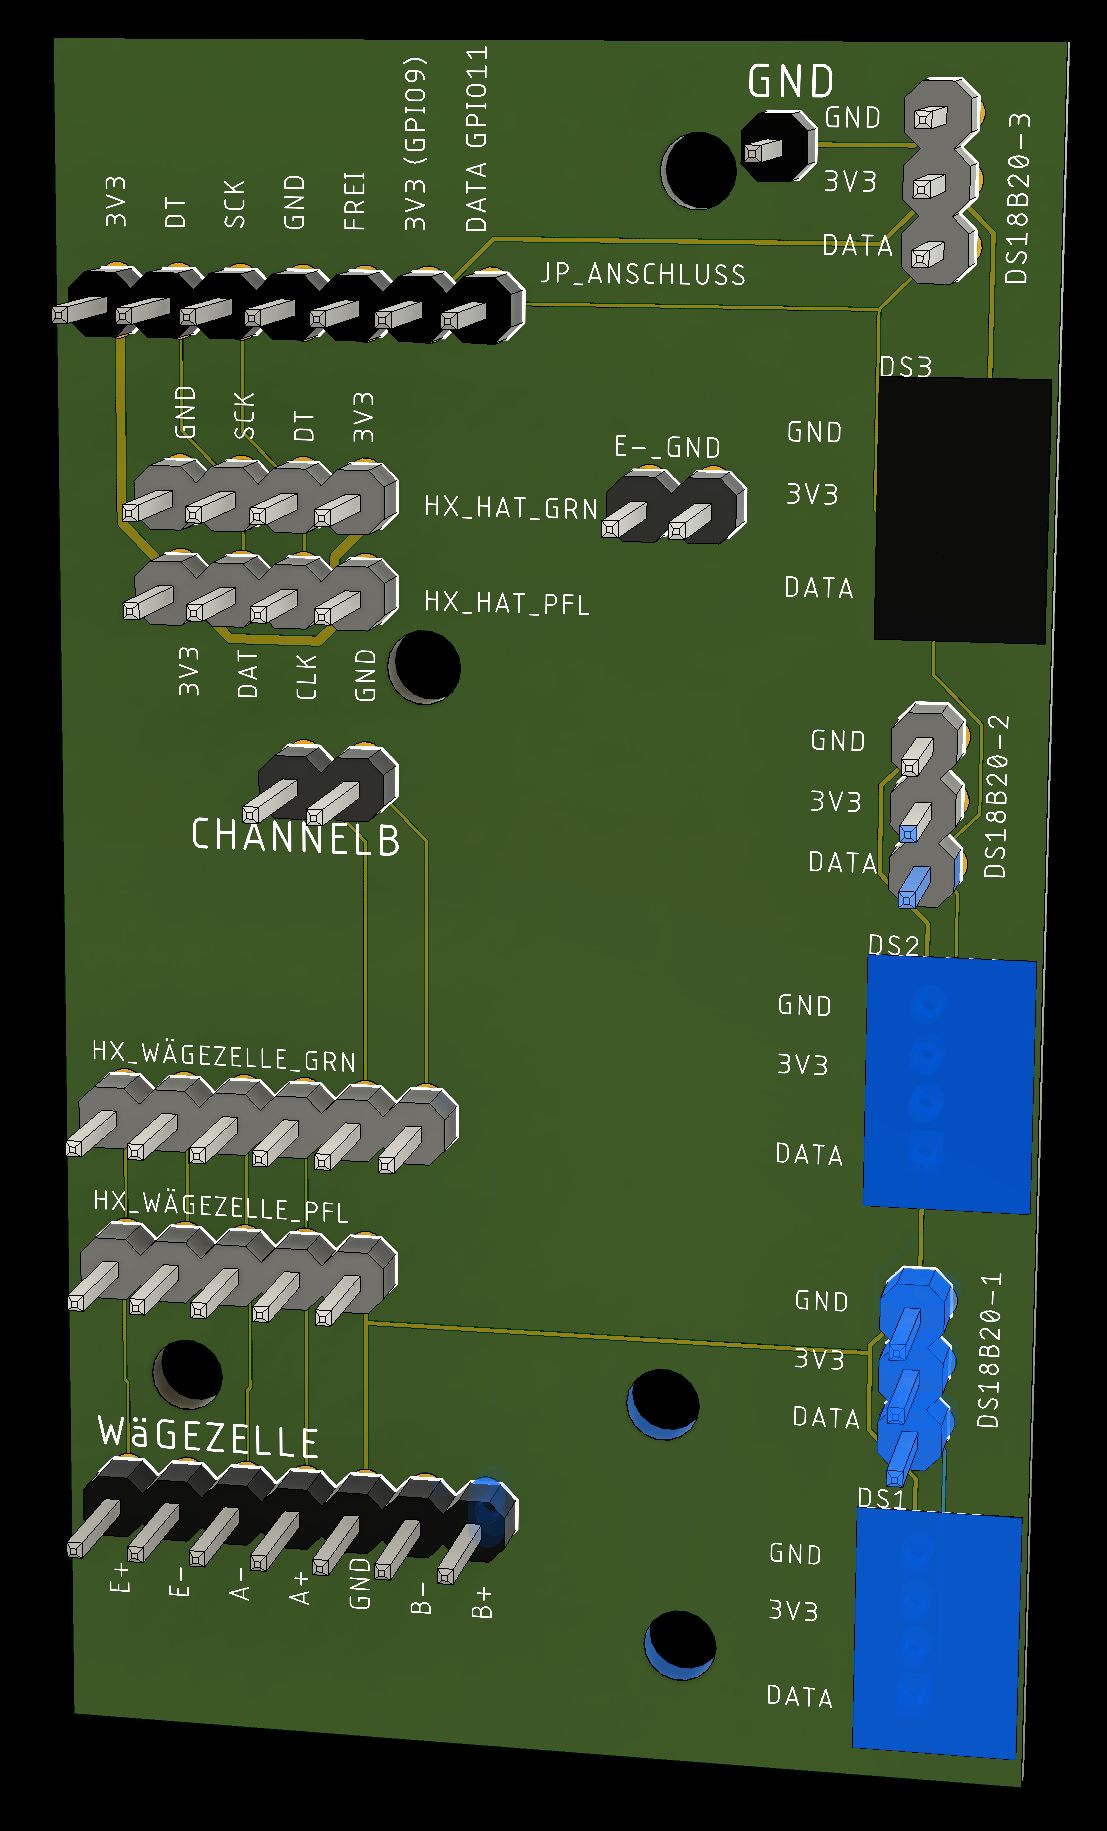 GND
3V3
DT
SCK
GND
FREI
3V3 (GPIO9)
DATA GPIO11
GND
3V3
DATA
DS18B20-3
JP_ANSCHLUSS
DS3
GND
SCK
DT
3V3
HX_HAT_GRN
E-_GND
GND
3V3
DATA
HX_HAT_PFL
3V3
DAT
CLK
GND
GND
3V3
DATA
DS18B20-2
CHANNELB
DS2
GND
3V3
DATA
HX_WÄGEZELLE_GRN
HX_WÄGEZELLE_PFL
GND
3V3
DATA
DS18B20-1
WäGEZELLE
DS1
E+
E-
A-
A+
GND
B-
B+
GND
3V3
DATA